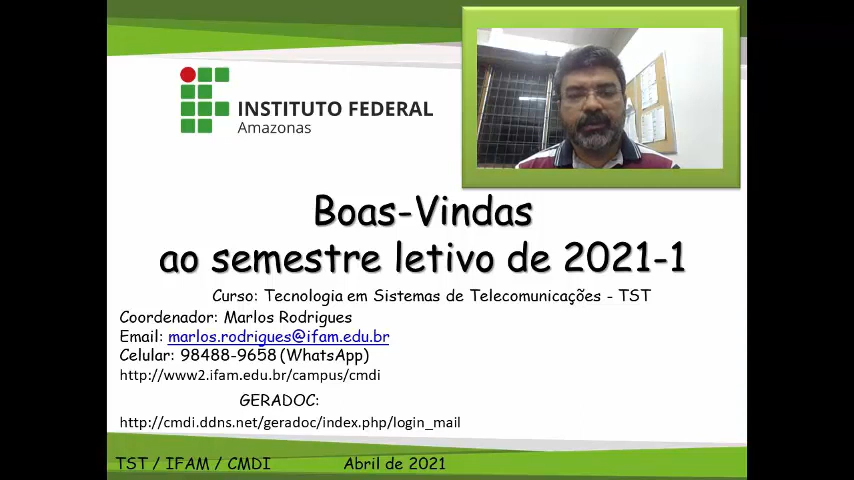 INSTITUTO FEDERAL
Amazonas
Boas-Vindas
ao semestre letivo de 2021-1
Curso: Tecnologia em Sistemas de Telecomunicações - TST
Coordenador: Marlos Rodrigues
Email: marlos.rodrigues@ifam.edu.br
Celular: 98488-9658 (WhatsApp)
http://www2.ifam.edu.br/campus/cmdi
GERADOC:
http://cmdi.ddns.net/geradoc/index.php/login_mail
TST / IFAM / CMDI
Abril de 2021